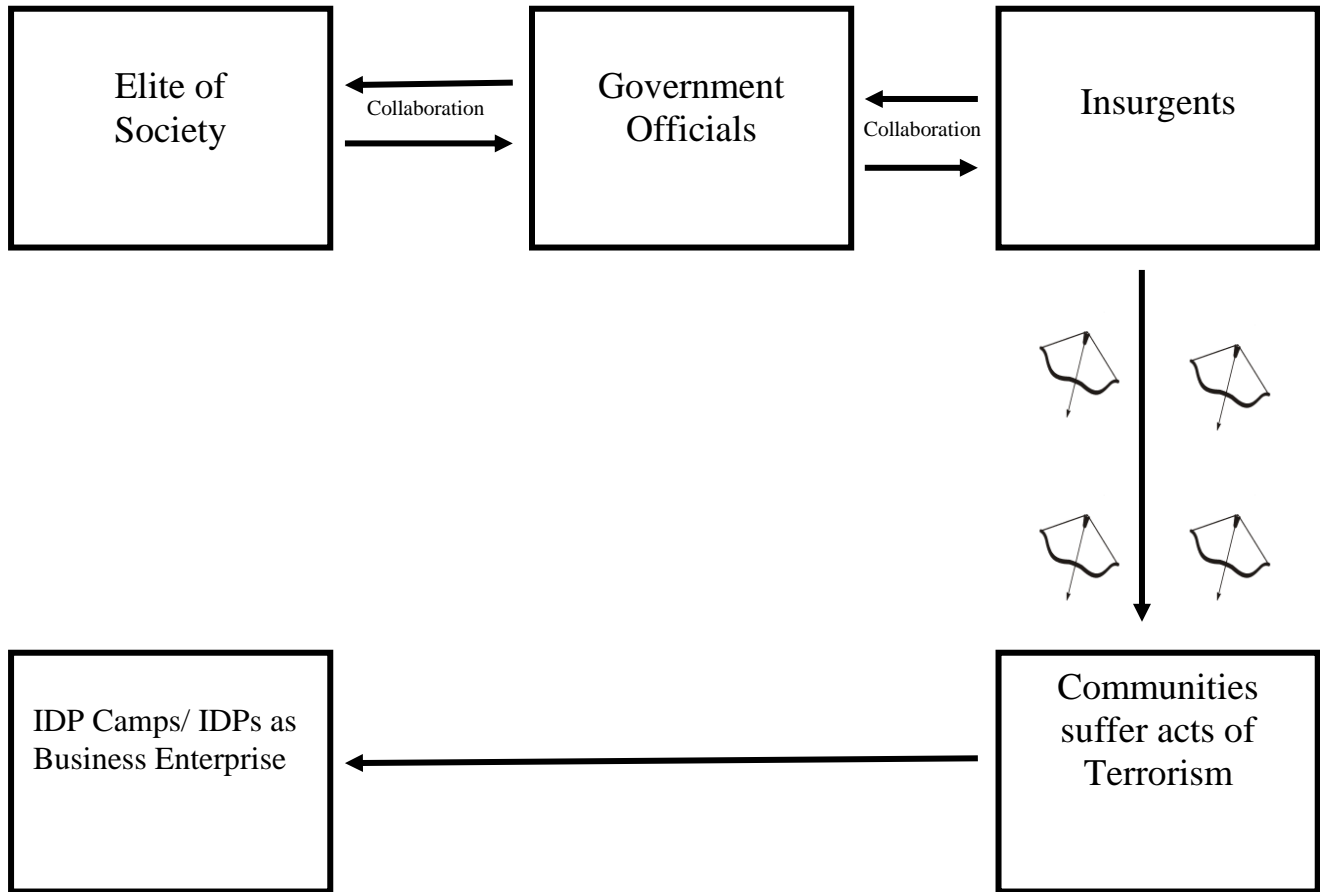 Elite of
Society
Collaboration
Government
Officials
Collaboration
Insurgents
IDP Camps/ IDPs as
Business Enterprise
Communities
suffer acts of
Terrorism